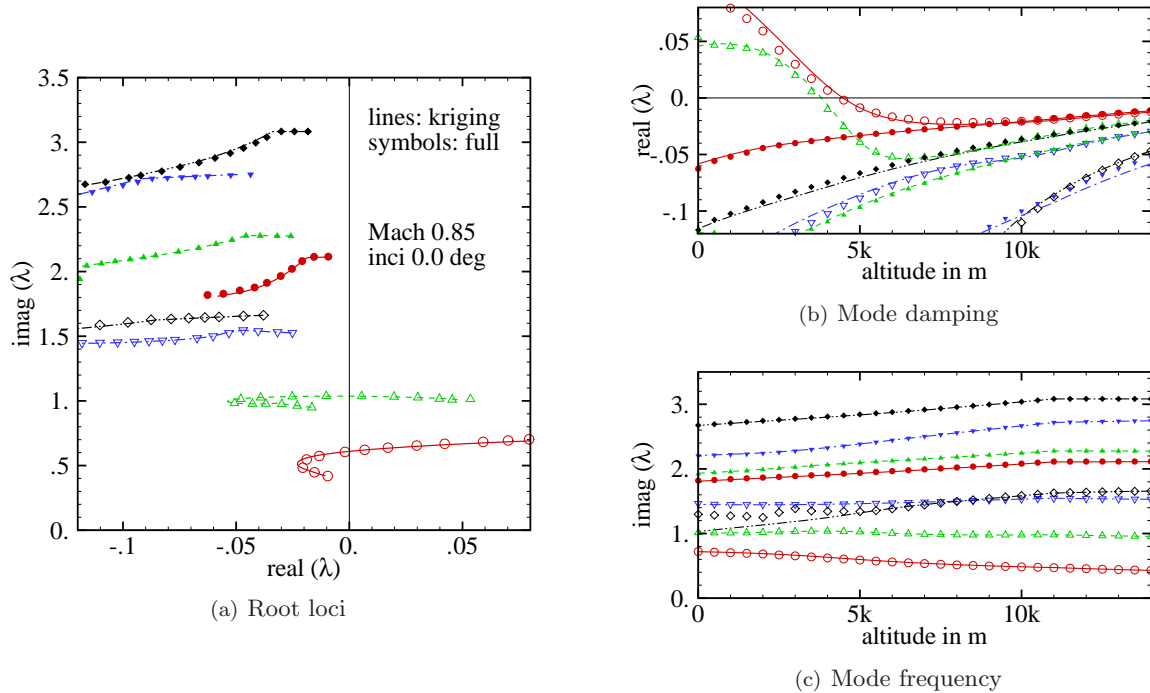 imag (λ)
3.5
3.0
2.5
2.0
1.5
1.
.5
0.
-.1
-.05
0.
.05
real (λ)
lines: kriging
symbols: full
Mach 0.85
inci 0.0 deg
(a) Root loci
real (λ)
.05
0.
-.05
-.1
0
5k
10k
altitude in m
(b) Mode damping
imag (λ)
3.
2.
1.
0.
0
5k
10k
altitude in m
(c) Mode frequency